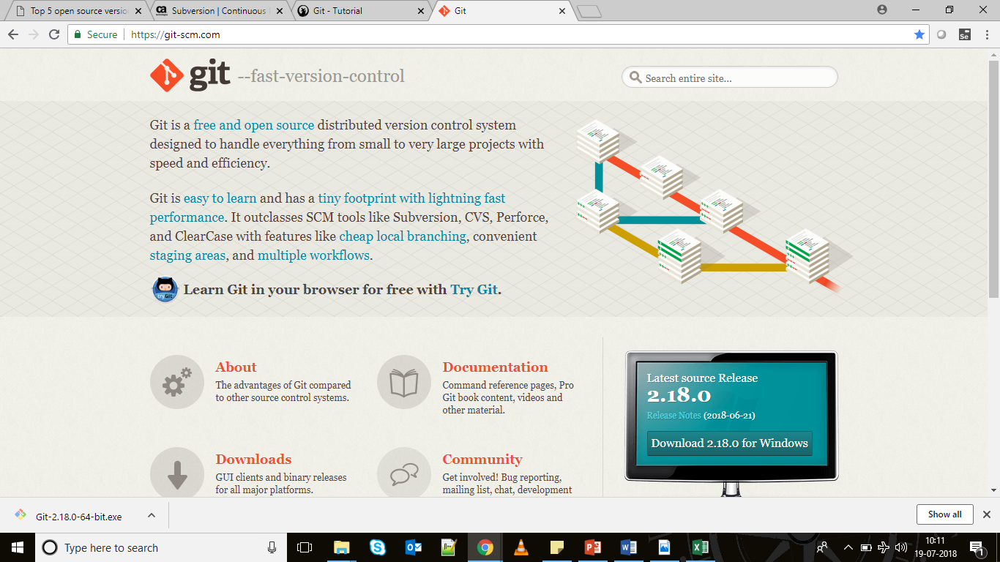 Top 5 open source versio
Subversion | Continuous
Git - Tutorial
Git
Secure
https://git-scm.com
git --fast-version-control
Search entire site...
Git is a free and open source distributed version control system
designed to handle everything from small to very large projects with
speed and efficiency.
Git is easy to learn and has a tiny footprint with lightning fast
performance. It outclasses SCM tools like Subversion, CVS, Perforce,
and ClearCase with features like cheap local branching, convenient
staging areas, and multiple workflows.
tryGit
Learn Git in your browser for free with Try Git.
About
The advantages of Git compared
to other source control systems.
Documentation
Command reference pages, Pro
Git book content, videos and
other material.
Downloads
GUI clients and binary releases
for all major platforms.
Community
Get involved! Bug reporting,
mailing list, chat, development
Latest source Release
2.18.0
Release Notes (2018-06-21)
Download 2.18.0 for Windows
Git-2.18.0-64-bit.exe
Show all
Type here to search
10:11
19-07-2018
1